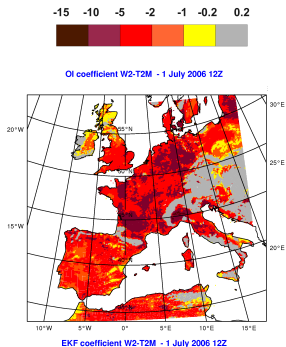 -15 -10 -5 -2 -1 -0.2 0.2
OI coefficient W2-T2M - 1 July 2006 12Z
30°E
20°W
55°N
25°E
15°W
20°E
10°W 5°W 0°E 5°E 10°E 15°E
EKF coefficient W2-T2M - 1 July 2006 12Z